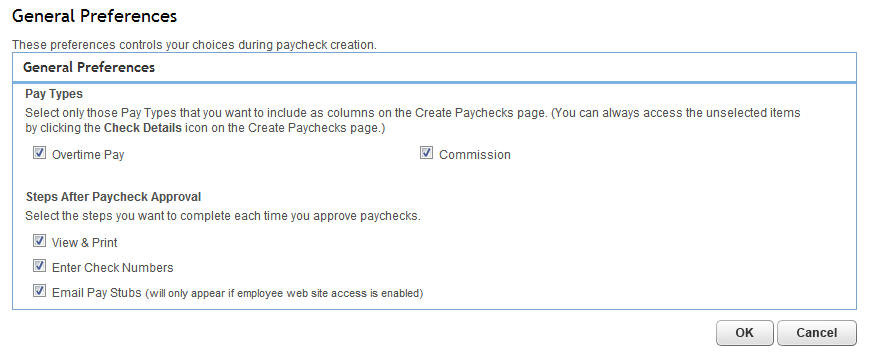 General Preferences
These preferences controls your choices during paycheck creation.
General Preferences
Pay Types
Select only those Pay Types that you want to include as columns on the Create Paychecks page. (You can always access the unselected items
by clicking the Check Details icon on the Create Paychecks page.)
Overtime Pay Commission
Steps After Paycheck Approval
Select the steps you want to complete each time you approve paychecks.
View & Print
Enter Check Numbers
Email Pay Stubs (will only appear if employee web site access is enabled)
OK Cancel